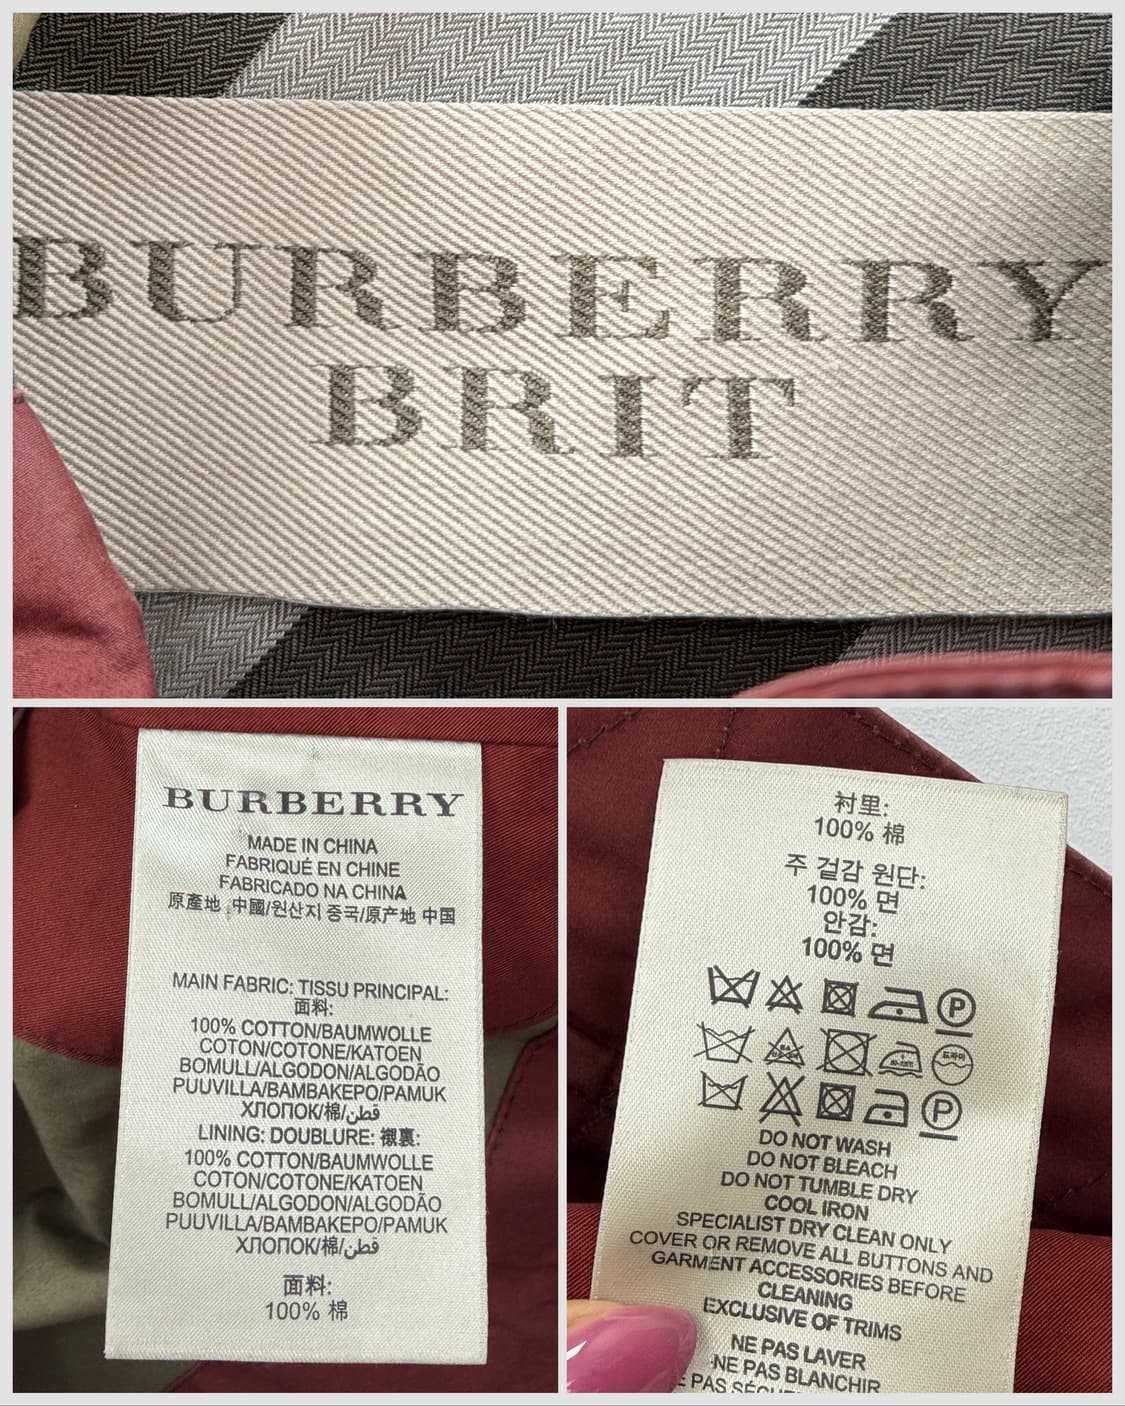 BURBERRY
BRIT
BURBERRY
MADE IN CHINA
FABRIQUÉ EN CHINE
FABRICADO NA CHINA
原產地 中國/원산지 중국/原产地 中国
MAIN FABRIC: TISSU PRINCIPAL:
面料:
100% COTTON/BAUMWOLLE
COTON/COTONE/KATOEN
BOMULL/ALGODON/ALGODÃO
PUUVILLA/BAMBAKEPO/PAMUK
ХЛОПОК/棉/قطن
LINING: DOUBLURE: 襯裏:
100% COTTON/BAUMWOLLE
COTON/COTONE/KATOEN
BOMULL/ALGODON/ALGODÃO
PUUVILLA/BAMBAKEPO/PAMUK
ХЛОПОК/棉/قطن
面料:
100% 棉
衬里:
100% 棉
주 겉감 원단:
100% 면
안감:
100% 면
P
드라이
P
DO NOT WASH
DO NOT BLEACH
DO NOT TUMBLE DRY
COOL IRON
SPECIALIST DRY CLEAN ONLY
COVER OR REMOVE ALL BUTTONS AND
GARMENT ACCESSORIES BEFORE
CLEANING
EXCLUSIVE OF TRIMS
NE PAS LAVER
NE PAS BLANCHIR
PAS